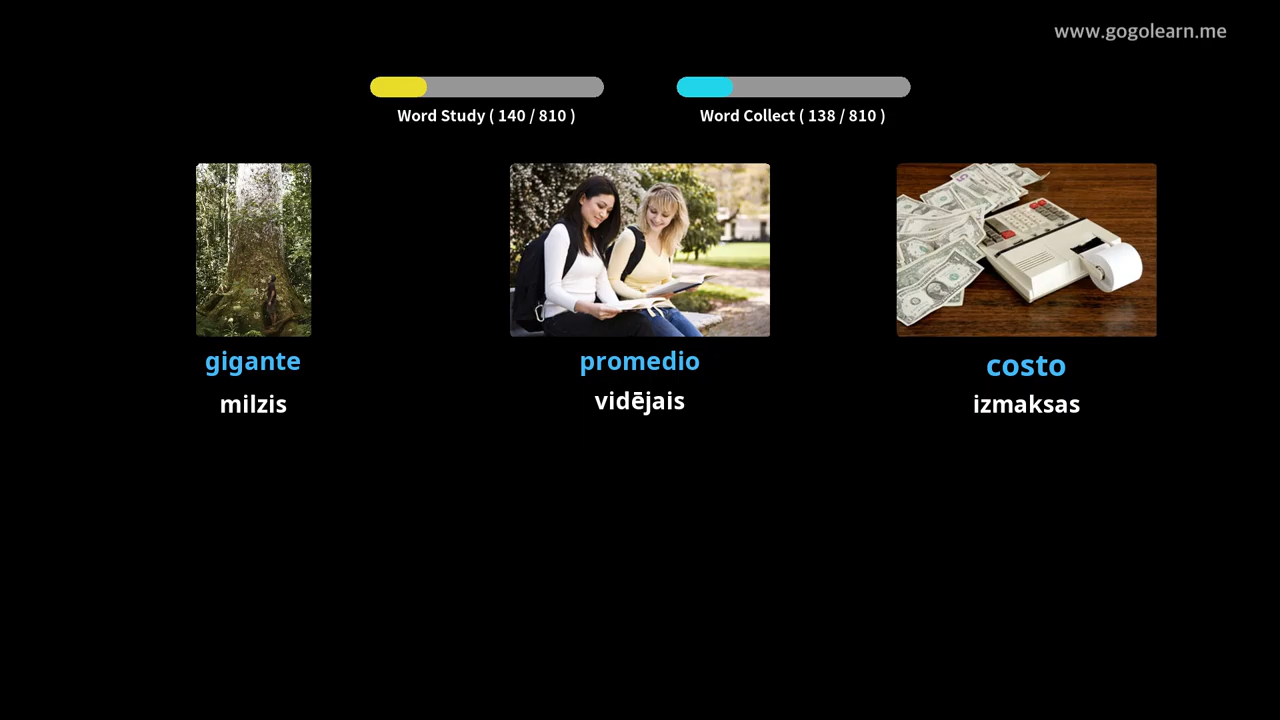 www.gogolearn.me
Word Study ( 140 / 810 )
Word Collect ( 138 / 810 )
gigante
milzis
promedio
vidējais
costo
izmaksas